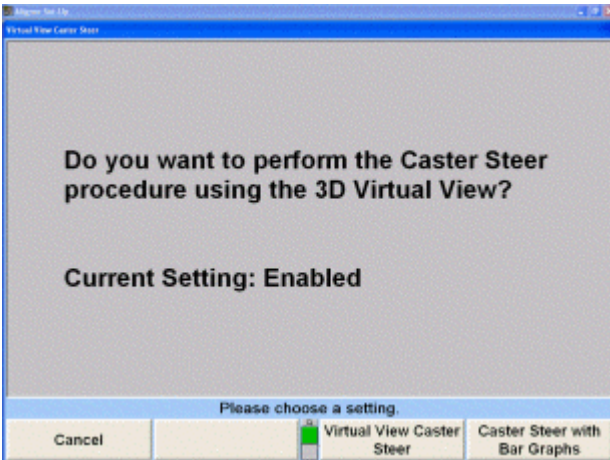 Aligner Set-Up
Virtual View Caster Steer
Do you want to perform the Caster Steer
procedure using the 3D Virtual View?
Current Setting: Enabled
Please choose a setting.
Cancel
Virtual View Caster
Steer
Caster Steer with
Bar Graphs